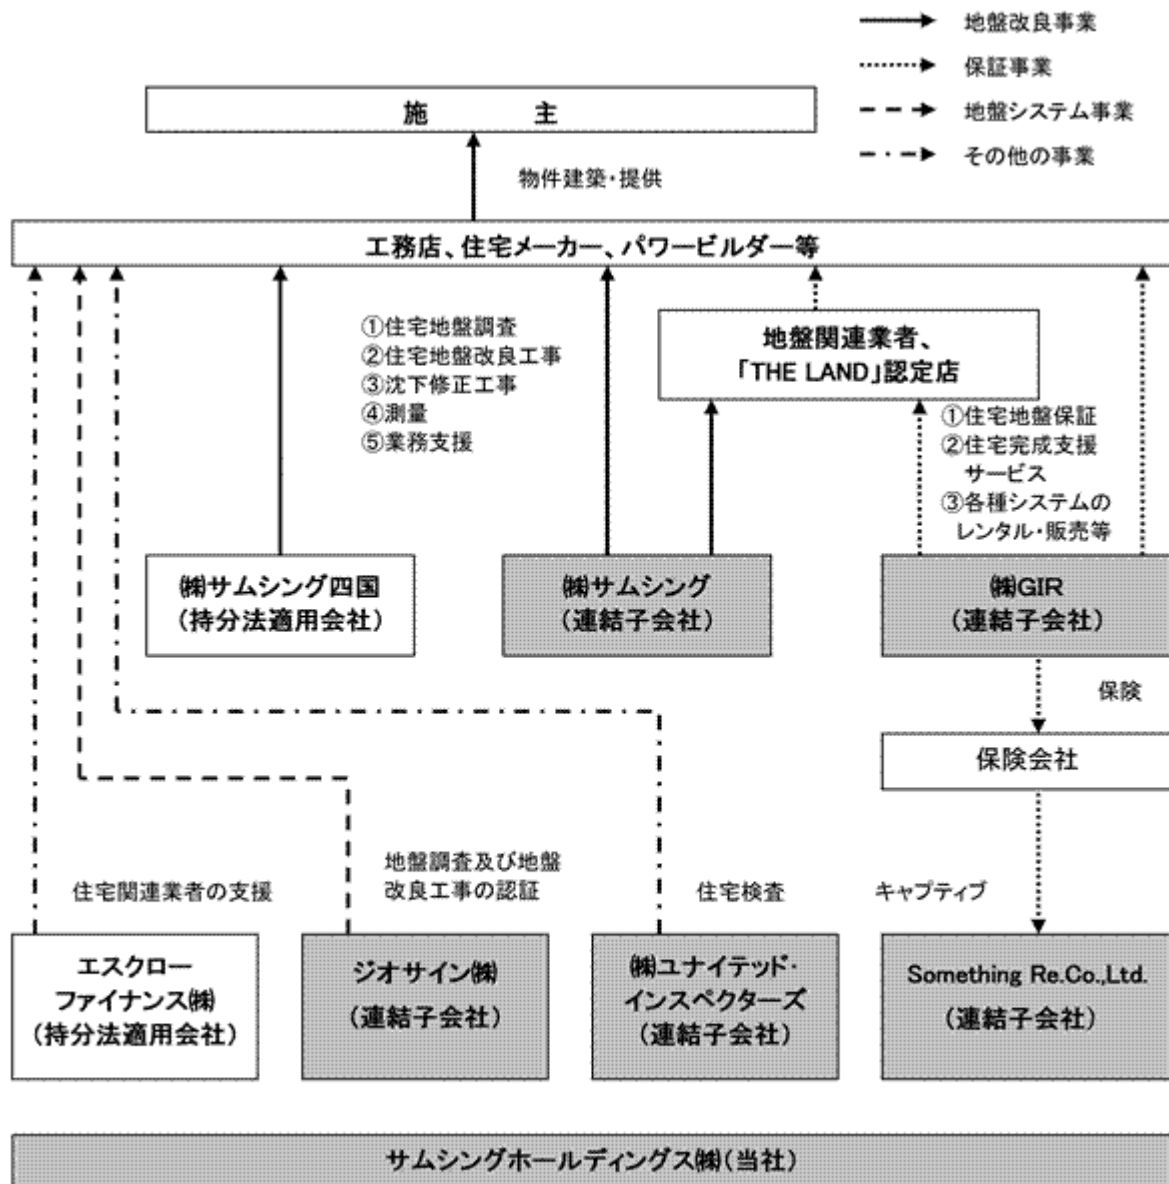 地盤改良事業
保証事業
地盤システム事業
その他の事業
施主
物件建築・提供
工務店、住宅メーカー、パワービルダー等
①住宅地盤調査
②住宅地盤改良工事
③沈下修正工事
④測量
⑤業務支援
地盤関連業者、
「THE LAND」認定店
①住宅地盤保証
②住宅完成支援
サービス
③各種システムの
レンタル・販売等
㈱サムシング四国
（持分法適用会社）
㈱サムシング
（連結子会社）
㈱GIR
（連結子会社）
保険
保険会社
住宅関連業者の支援
地盤調査及び地盤
改良工事の認証
住宅検査
キャプティブ
エスクロー
ファイナンス㈱
（持分法適用会社）
ジオサイン㈱
（連結子会社）
㈱ユナイテッド・
インスペクターズ
（連結子会社）
Something Re.Co.,Ltd.
（連結子会社）
サムシングホールディングス㈱（当社）